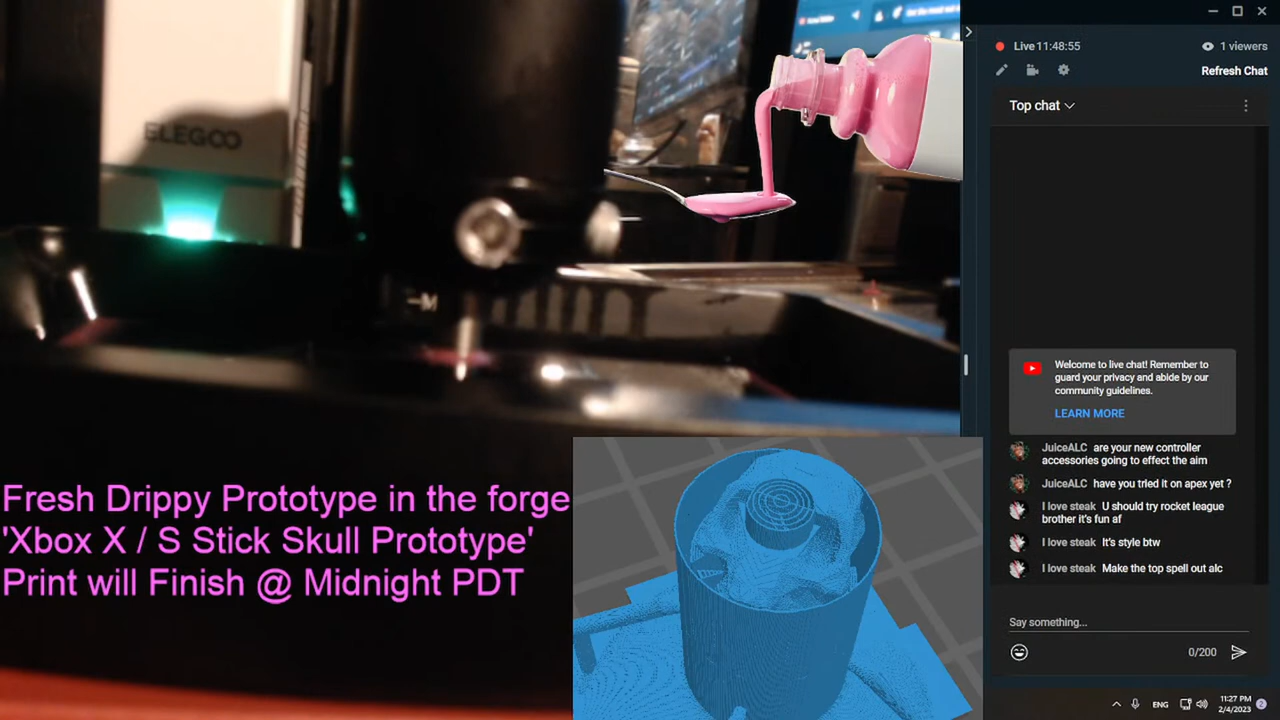 Live 11:48:55
1 viewers
Refresh Chat
Top chat
ELEGOO
Welcome to live chat! Remember to
guard your privacy and abide by our
community guidelines.
LEARN MORE
JuiceALC are your new controller
accessories going to effect the aim
JuiceALC have you tried it on apex yet ?
I love steak U should try rocket league
brother it's fun af
I love steak It's style btw
I love steak Make the top spell out alc
Fresh Drippy Prototype in the forge
'Xbox X / S Stick Skull Prototype'
Print will Finish @ Midnight PDT
Say something...
0/200
ENG
11:27 PM
2/4/2023
2